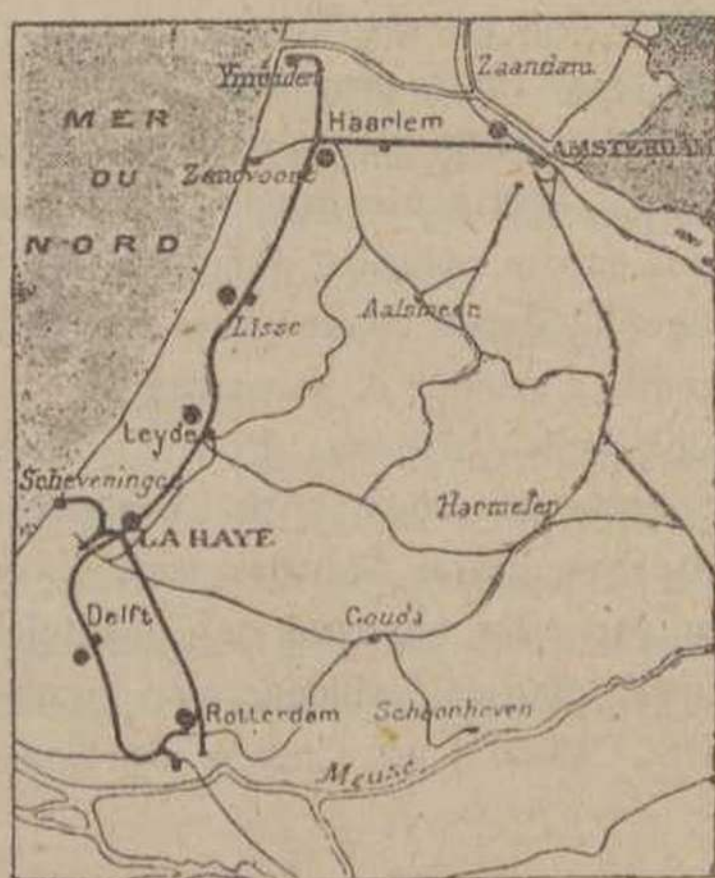 Ymuiden
Zaandam
MER
DU
NORD
Haarlem
AMSTERDAM
Zandvoort
Aalsmeer
Lisse
Leyde
Scheveningen
Harmelen
LA HAYE
Delft
Gouda
Rotterdam
Schoonhoven
Meuse